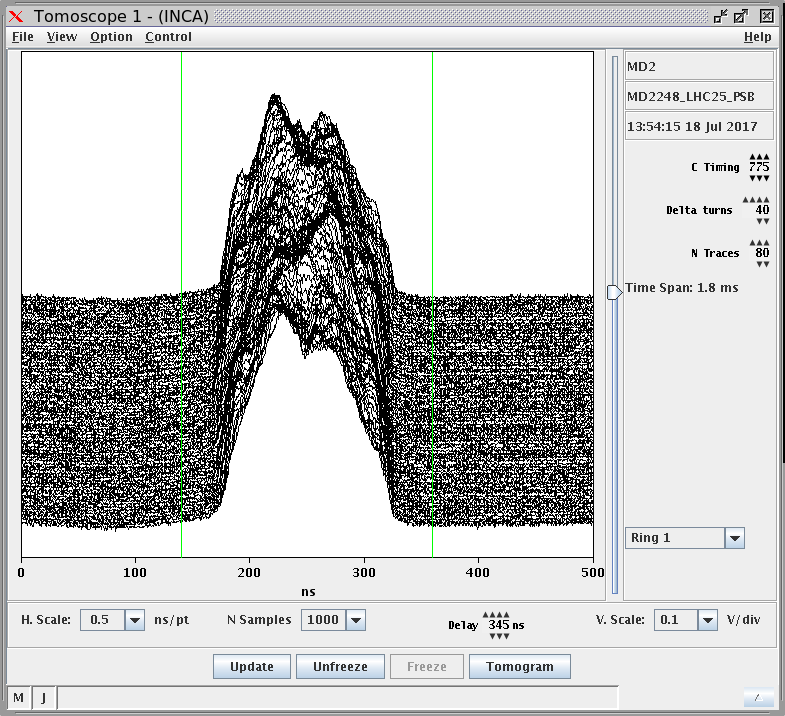 Tomoscope 1 - (INCA)
File View Option Control Help
MD2
MD2248_LHC25_PSB
13:54:15 18 Jul 2017
C Timing 775
Delta turns 40
N Traces 80
Time Span: 1.8 ms
Ring 1
0 100 200 300 400 500
ns
H. Scale: 0.5 ns/pt N Samples 1000 Delay 345 ns V. Scale: 0.1 V/div
Update Unfreeze Freeze Tomogram
M J